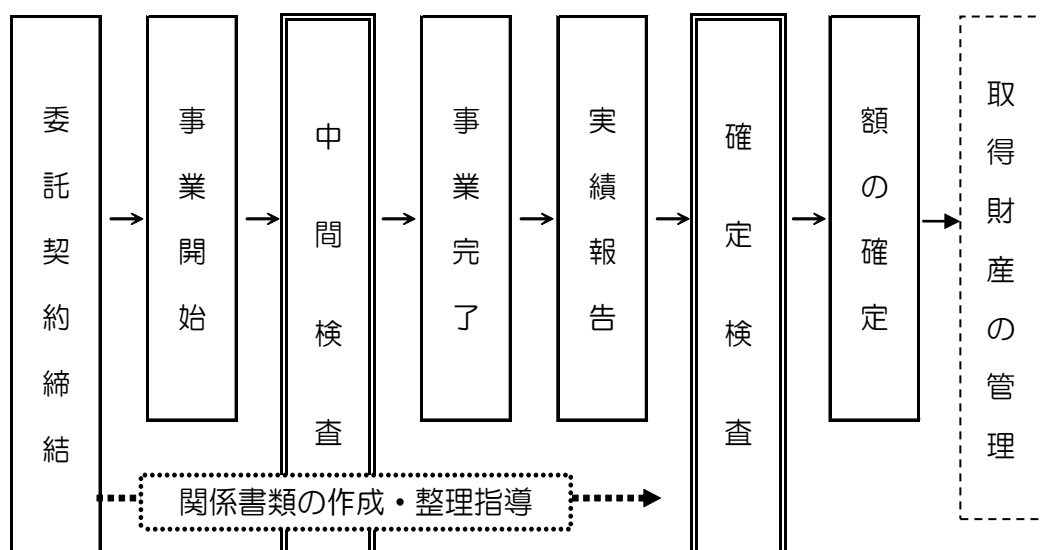 委託契約締結
事業開始
中間検査
事業完了
実績報告
確定検査
額の確定
取得財産の管理
関係書類の作成・整理指導